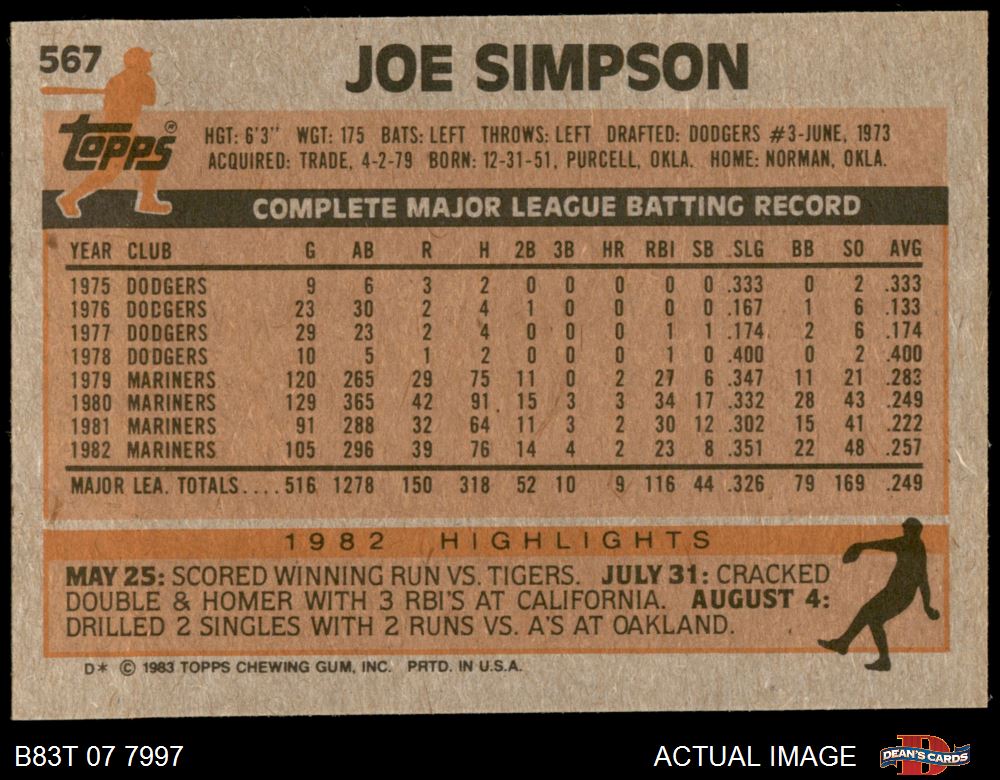 567
JOE SIMPSON
Topps®
HGT: 6'3" WGT: 175 BATS: LEFT THROWS: LEFT DRAFTED: DODGERS #3-JUNE, 1973
ACQUIRED: TRADE, 4-2-79 BORN: 12-31-51, PURCELL, OKLA. HOME: NORMAN, OKLA.
COMPLETE MAJOR LEAGUE BATTING RECORD
YEAR CLUB G AB R H 2B 3B HR RBI SB SLG BB SO AVG
1975 DODGERS 9 6 3 2 0 0 0 0 0 .333 0 2 .333
1976 DODGERS 23 30 2 4 1 0 0 0 0 .167 1 6 .133
1977 DODGERS 29 23 2 4 0 0 0 1 1 .174 2 6 .174
1978 DODGERS 10 5 1 2 0 0 0 1 0 .400 0 2 .400
1979 MARINERS 120 265 29 75 11 0 2 27 6 .347 11 21 .283
1980 MARINERS 129 365 42 91 15 3 3 34 17 .332 28 43 .249
1981 MARINERS 91 288 32 64 11 3 2 30 12 .302 15 41 .222
1982 MARINERS 105 296 39 76 14 4 2 23 8 .351 22 48 .257
MAJOR LEA. TOTALS.... 516 1278 150 318 52 10 9 116 44 .326 79 169 .249
1982 HIGHLIGHTS
MAY 25: SCORED WINNING RUN VS. TIGERS. JULY 31: CRACKED
DOUBLE & HOMER WITH 3 RBI'S AT CALIFORNIA. AUGUST 4:
DRILLED 2 SINGLES WITH 2 RUNS VS. A'S AT OAKLAND.
D* © 1983 TOPPS CHEWING GUM, INC. PRTD. IN U.S.A.
B83T 07 7997
ACTUAL IMAGE
DEAN'S CARDS